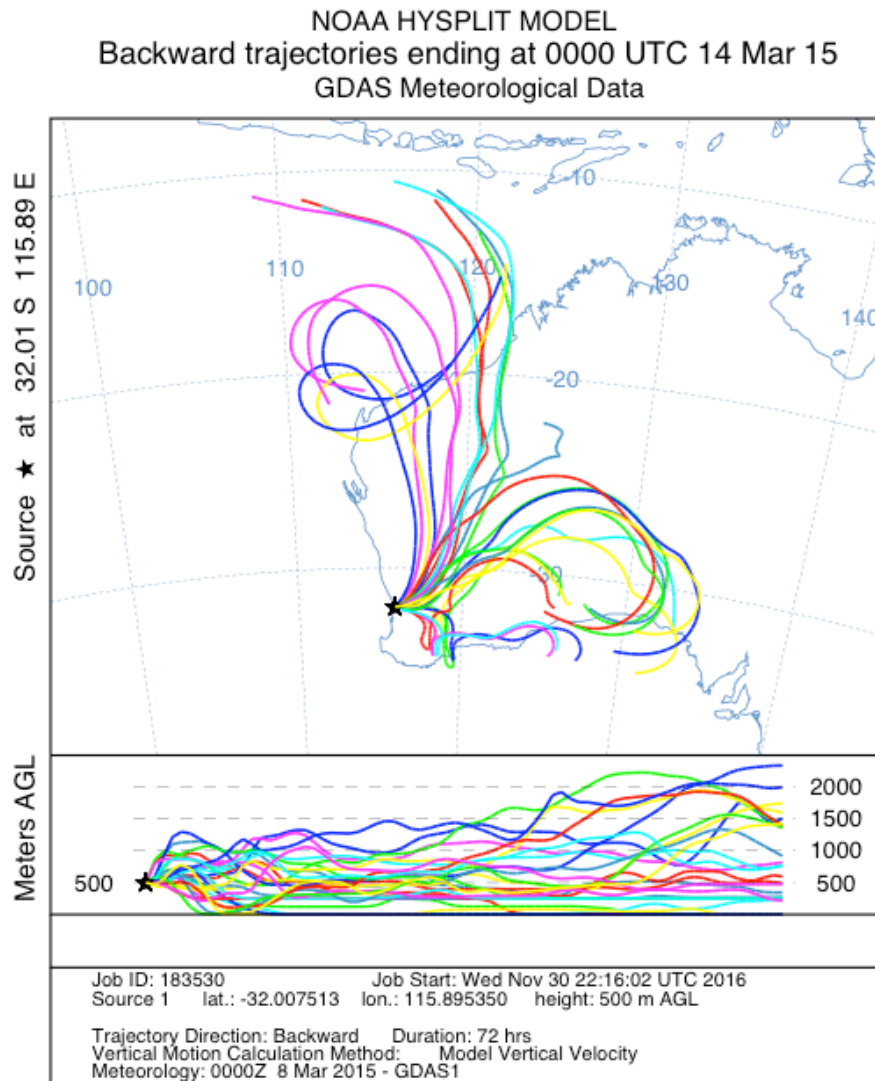 NOAA HYSPLIT MODEL
Backward trajectories ending at 0000 UTC 14 Mar 15
GDAS Meteorological Data
Source ★ at 32.01 S 115.89 E
-10
100
110
120
-30
140
-20
-30
Meters AGL
500
2000
1500
1000
500
Job ID: 183530 Job Start: Wed Nov 30 22:16:02 UTC 2016
Source 1 lat.: -32.007513 lon.: 115.895350 height: 500 m AGL
Trajectory Direction: Backward Duration: 72 hrs
Vertical Motion Calculation Method: Model Vertical Velocity
Meteorology: 0000Z 8 Mar 2015 - GDAS1